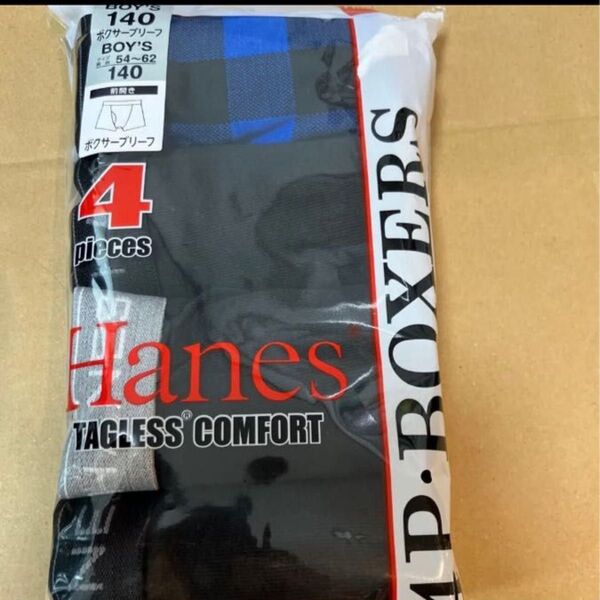 BOY'S
140
ボクサーブリーフ
BOY'S
54~62
140
前開き
ボクサーブリーフ
4
pieces
Hanes®
TAGLESS® COMFORT
4P·BOXERS